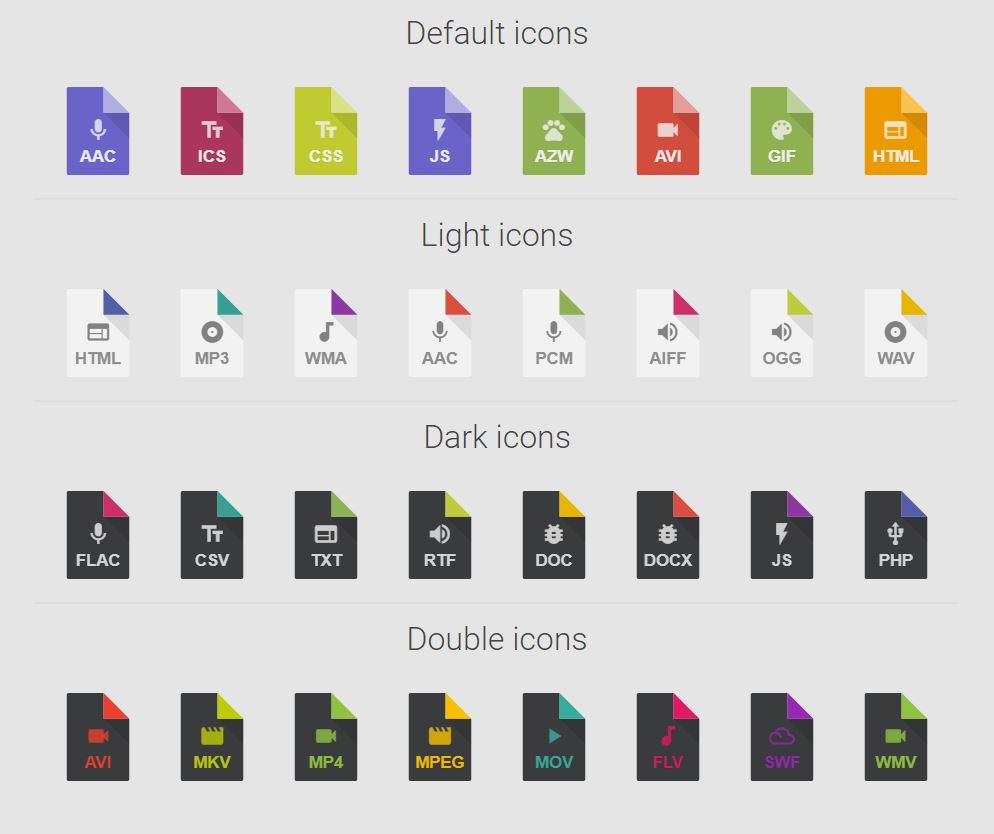 Default icons
AAC ICS CSS JS AZW AVI GIF HTML
Light icons
HTML MP3 WMA AAC PCM AIFF OGG WAV
Dark icons
FLAC CSV TXT RTF DOC DOCX JS PHP
Double icons
AVI MKV MP4 MPEG MOV FLV SWF WMV